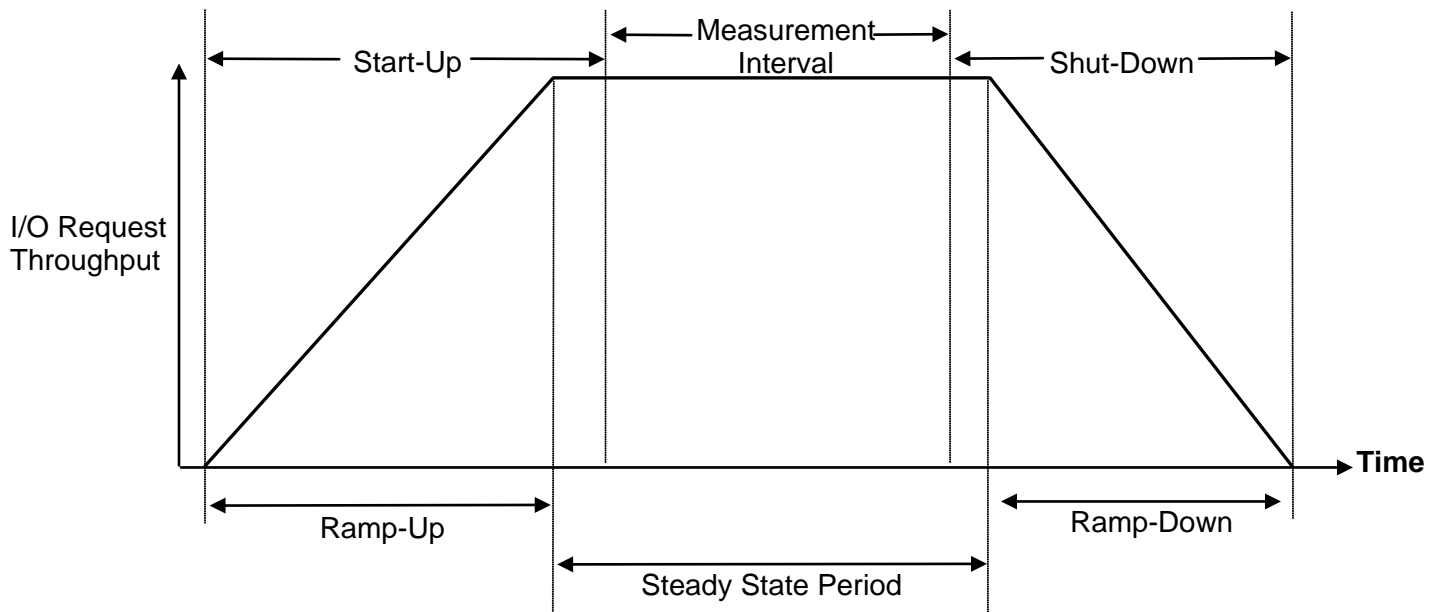 Measurement
Interval
Start-Up
Shut-Down
I/O Request
Throughput
Time
Ramp-Up
Ramp-Down
Steady State Period